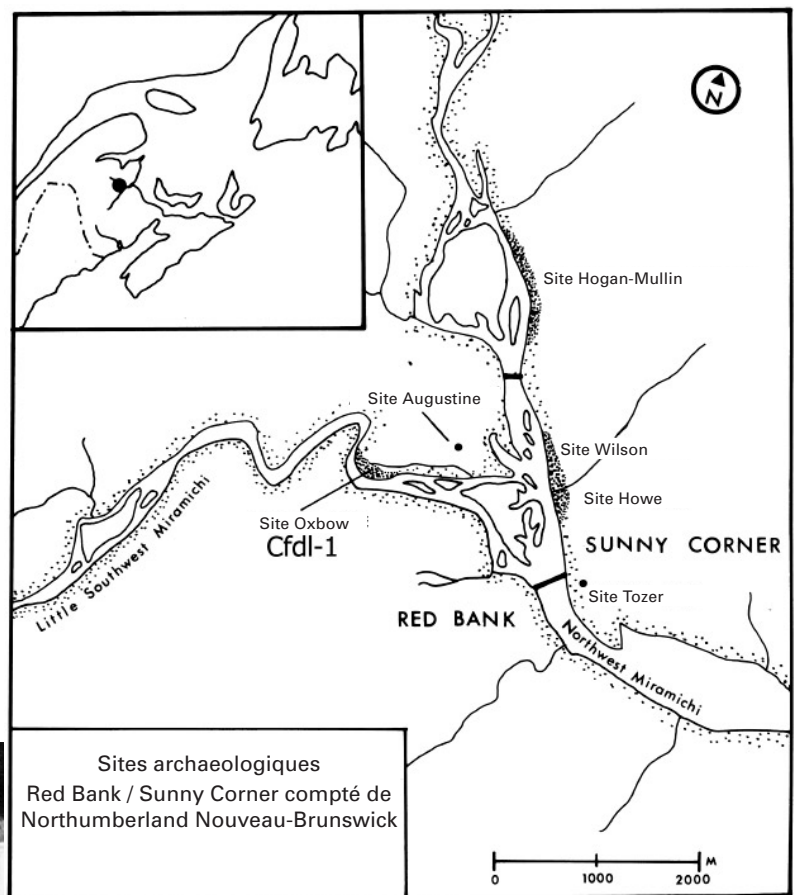 N
Site Hogan-Mullin
Site Augustine
Site Wilson
Site Howe
Site Oxbow
Cfdl-1
SUNNY CORNER
Little Southwest Miramichi
Site Tozer
RED BANK
Northwest Miramichi
Sites archaeologiques
Red Bank / Sunny Corner compté de
Northumberland Nouveau-Brunswick
M
0 1000 2000